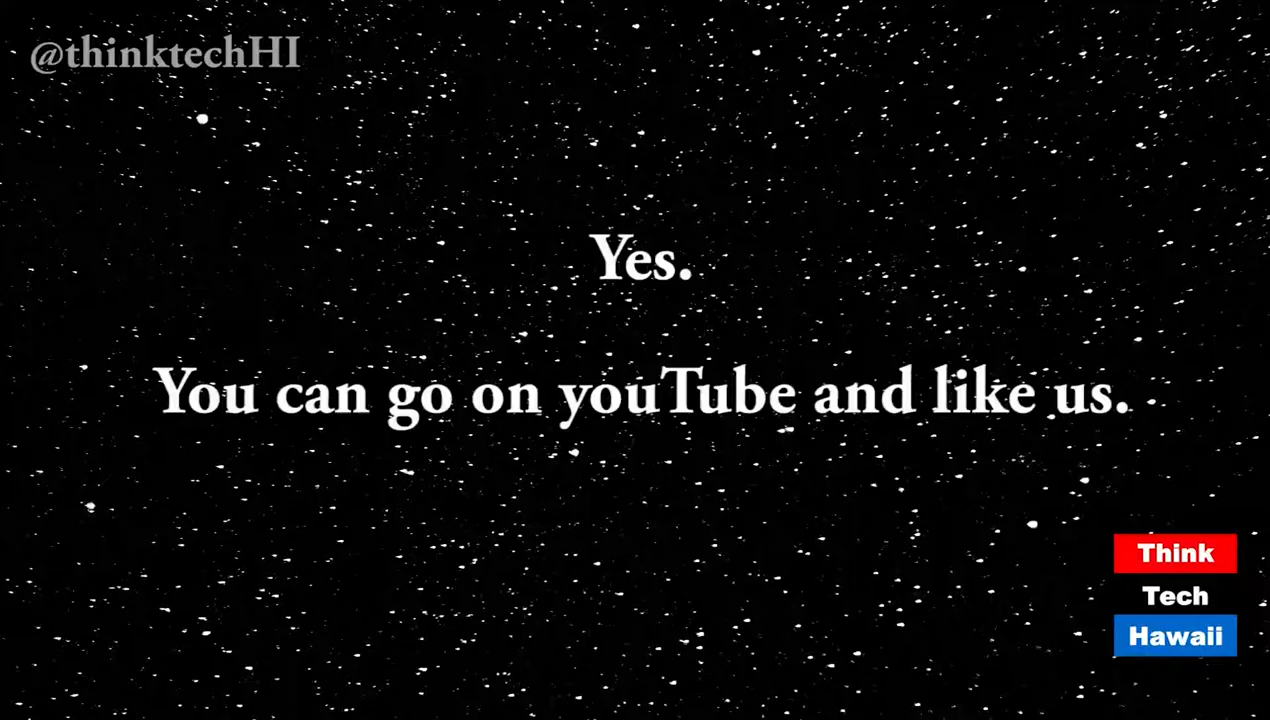 @thinktechHI
Yes.
You can go on youTube and like us.
Think
Tech
Hawaii